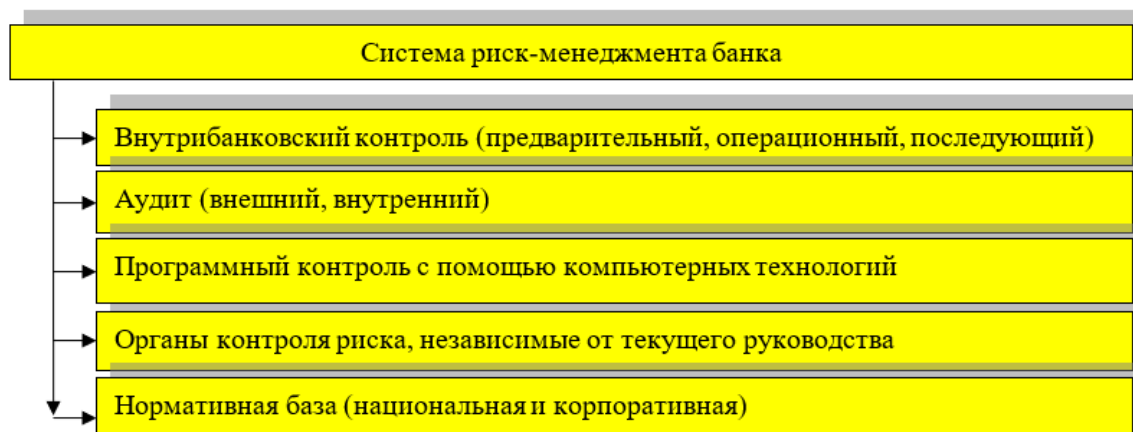 Система риск-менеджмента банка
Внутрибанковский контроль (предварительный, операционный, последующий)
Аудит (внешний, внутренний)
Программный контроль с помощью компьютерных технологий
Органы контроля риска, независимые от текущего руководства
Нормативная база (национальная и корпоративная)